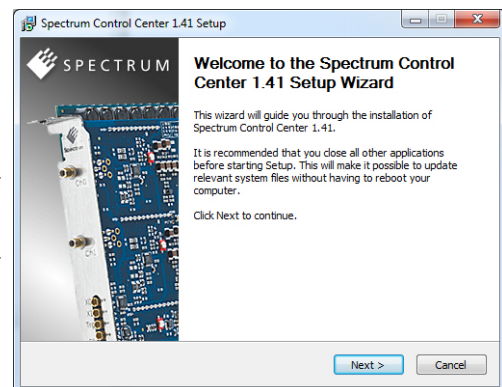 Spectrum Control Center 1.41 Setup
SPECTRUM
Welcome to the Spectrum Control
Center 1.41 Setup Wizard
This wizard will guide you through the installation of
Spectrum Control Center 1.41.
It is recommended that you close all other applications
before starting Setup. This will make it possible to update
relevant system files without having to reboot your
computer.
Click Next to continue.
Ch0
Ch1
Next >
Cancel